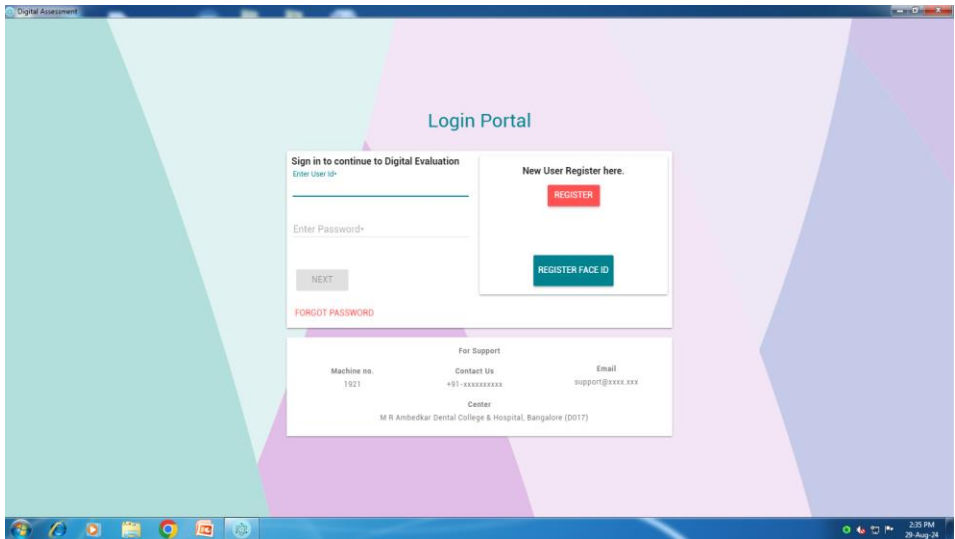 Digital Assessment
Login Portal
Sign in to continue to Digital Evaluation
Enter User Id*
Enter Password*
NEXT
FORGOT PASSWORD
New User Register here.
REGISTER
REGISTER FACE ID
For Support
Machine no.
1921
Contact Us
+91-xxxxxxxxxx
Email
support@xxxx.xxx
Center
M R Ambedkar Dental College & Hospital, Bangalore (D017)
2:35 PM
29-Aug-24